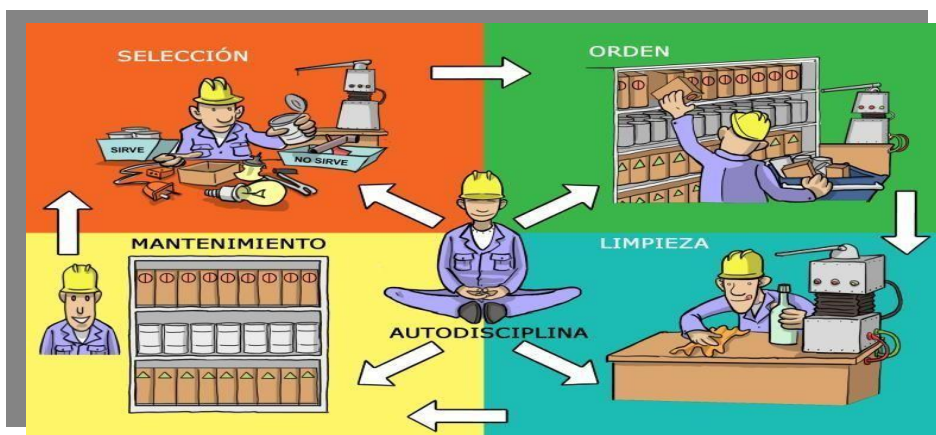 SELECCIÓN
ORDEN
SIRVE
NO SIRVE
MANTENIMIENTO
LIMPIEZA
AUTODISCIPLINA